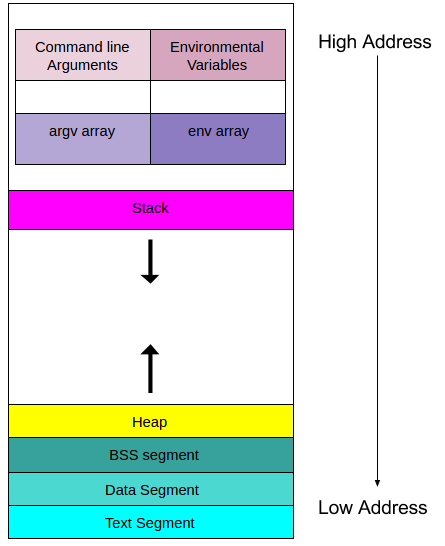 High Address
Command line
Arguments
Environmental
Variables
argv array
env array
Stack
Heap
BSS segment
Data Segment
Text Segment
Low Address